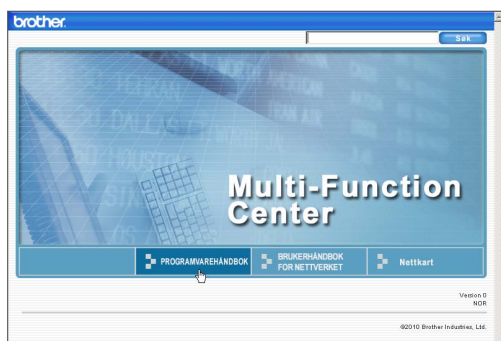 brother
Søk
Multi-Function
Center
PROGRAMVAREHÅNDBOK
BRUKERHÅNDBOK
FOR NETTVERKET
Nettkart
Version 0
NOR
©2010 Brother Industries, Ltd.